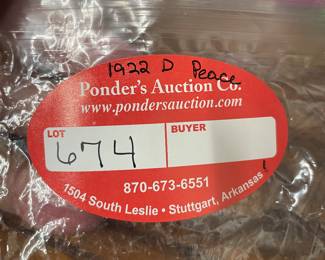 1922 D Peace
Ponder's Auction Co.
www.pondersauction.com
LOT BUYER
674
870-673-6551
1504 South Leslie • Stuttgart, Arkansas